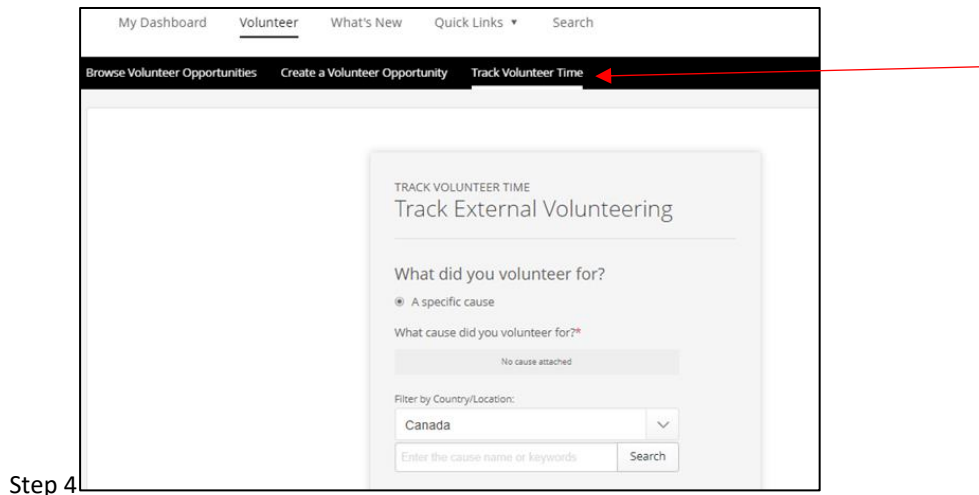 My Dashboard Volunteer What's New Quick Links ▾ Search
Browse Volunteer Opportunities Create a Volunteer Opportunity Track Volunteer Time
TRACK VOLUNTEER TIME
Track External Volunteering
What did you volunteer for?
A specific cause
What cause did you volunteer for?*
No cause attached
Filter by Country/Location:
Canada
Enter the cause name or keywords Search
Step 4